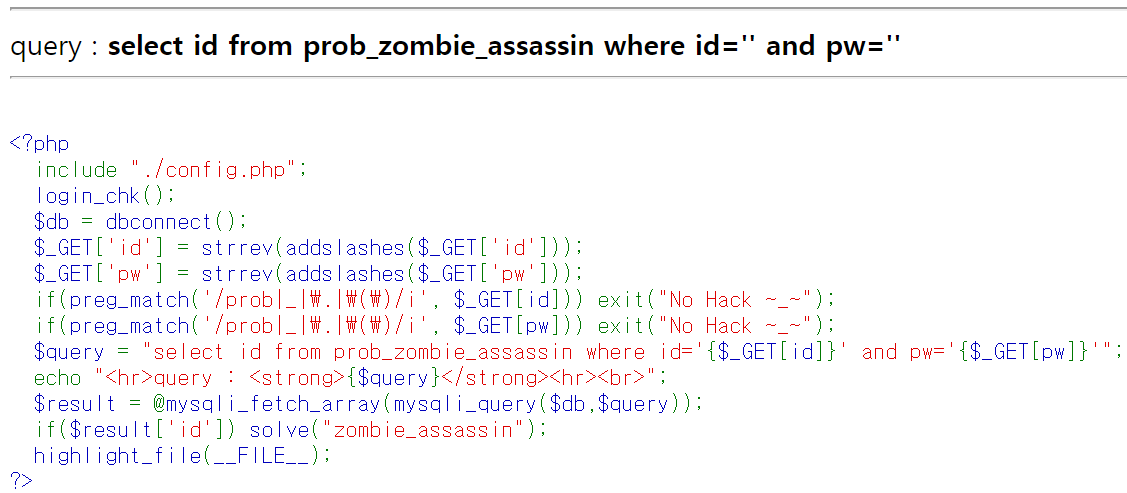 query : select id from prob_zombie_assassin where id='' and pw=''
<?php
  include "./config.php";
  login_chk();
  $db = dbconnect();
  $_GET['id'] = strrev(addslashes($_GET['id']));
  $_GET['pw'] = strrev(addslashes($_GET['pw']));
  if(preg_match('/prob|_|₩.|₩(₩)/i', $_GET[id])) exit("No Hack ~_~");
  if(preg_match('/prob|_|₩.|₩(₩)/i', $_GET[pw])) exit("No Hack ~_~");
  $query = "select id from prob_zombie_assassin where id='{$_GET[id]}' and pw='{$_GET[pw]}'";
  echo "<hr>query : <strong>{$query}</strong><hr><br>";
  $result = @mysqli_fetch_array(mysqli_query($db,$query));
  if($result['id']) solve("zombie_assassin");
  highlight_file(__FILE__);
?>